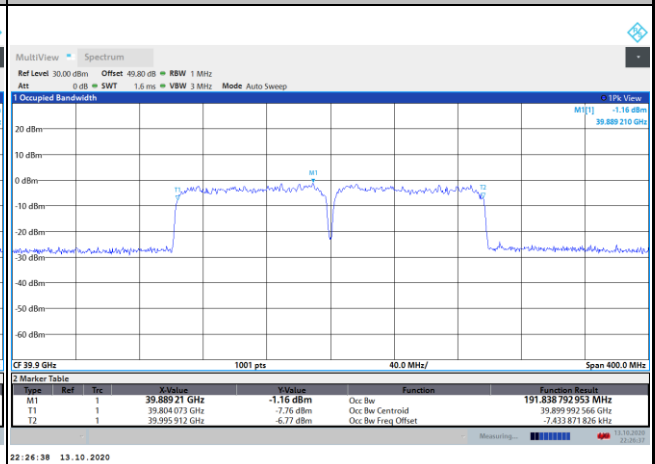 MultiView Spectrum
Ref Level 30.00 dBm Offset 49.80 dB RBW 1 MHz
Att 0 dB SWT 1.6 ms VBW 3 MHz Mode Auto Sweep
1 Occupied Bandwidth 1Pk View
M1[1] -1.16 dBm
39.889 210 GHz
20 dBm
10 dBm
M1
0 dBm
T1 T2
-10 dBm
-20 dBm
-30 dBm
-40 dBm
-50 dBm
-60 dBm
CF 39.9 GHz 1001 pts 40.0 MHz/ Span 400.0 MHz
2 Marker Table
Type Ref Trc X-Value Y-Value Function Function Result
M1 1 39.88921 GHz -1.16 dBm Occ Bw 191.838 792 953 MHz
T1 1 39.804 073 GHz -7.76 dBm Occ Bw Centroid 39.899 992 566 GHz
T2 1 39.995 912 GHz -6.77 dBm Occ Bw Freq Offset -7.433 871 826 kHz
Measuring... 13.10.2020
22:26:37
22:26:38 13.10.2020